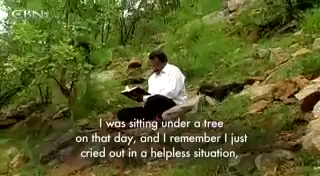 CBN
I was sitting under a tree
on that day, and I remember I just
cried out in a helpless situation,